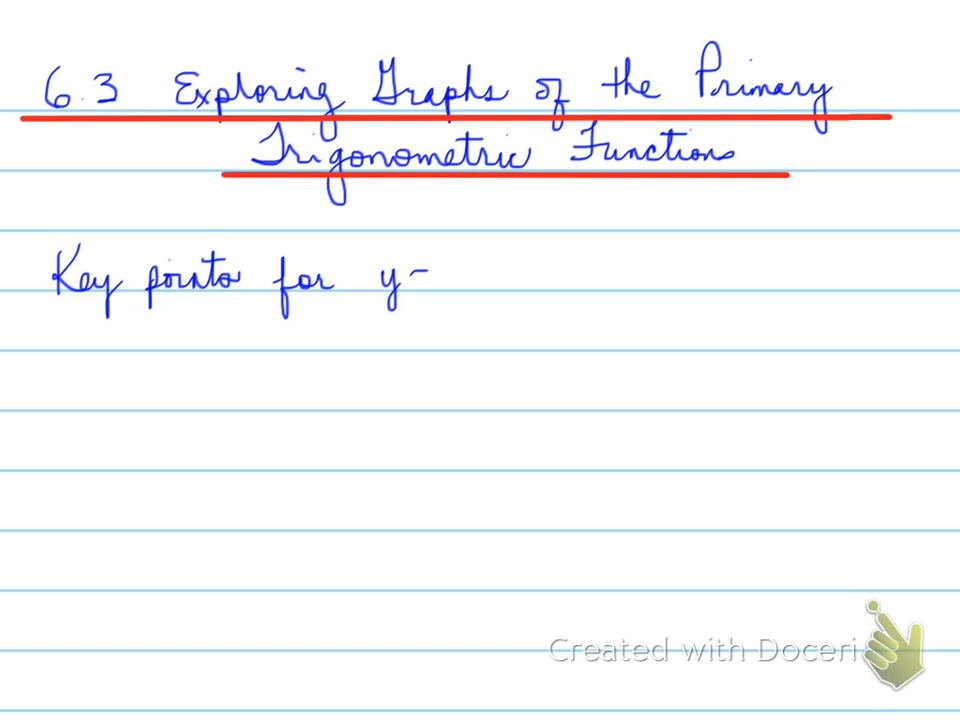 6.3 Exploring Graphs of the Primary
Trigonometric Functions
Key points for y-
Created with Doceri